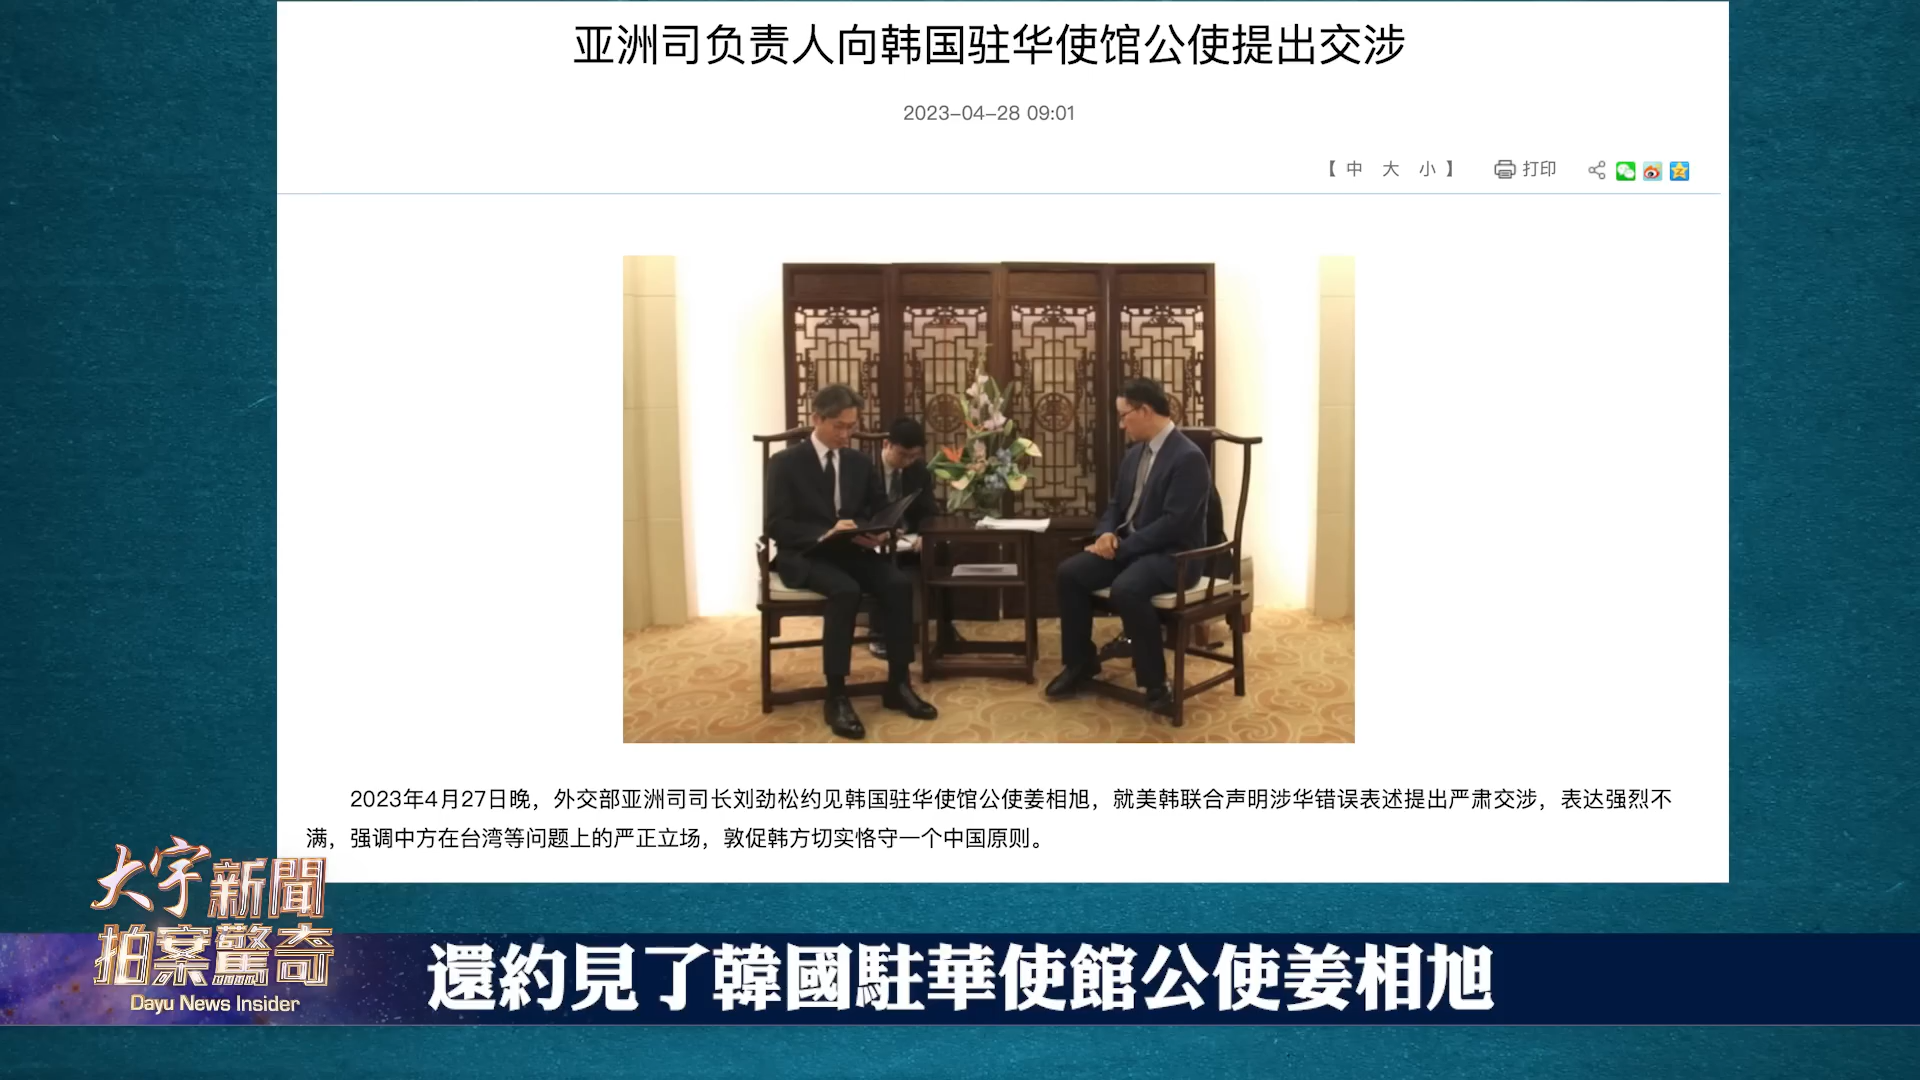 亚洲司负责人向韩国驻华使馆公使提出交涉
2023-04-28 09:01
【 中 大 小 】 打印
2023年4月27日晚，外交部亚洲司司长刘劲松约见韩国驻华使馆公使姜相旭，就美韩联合声明涉华错误表述提出严肃交涉，表达强烈不
满，强调中方在台湾等问题上的严正立场，敦促韩方切实恪守一个中国原则。
大宇新聞
拍案驚奇
Dayu News Insider
還約見了韓國駐華使館公使姜相旭